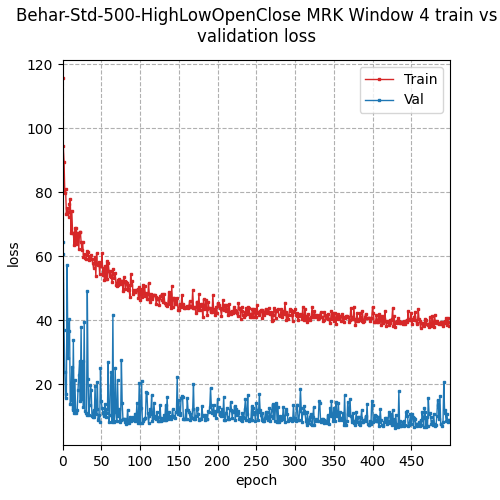 Behar-Std-500-HighLowOpenClose MRK Window 4 train vs
validation loss
120
100
80
60
40
20
loss
Train
Val
0 50 100 150 200 250 300 350 400 450
epoch